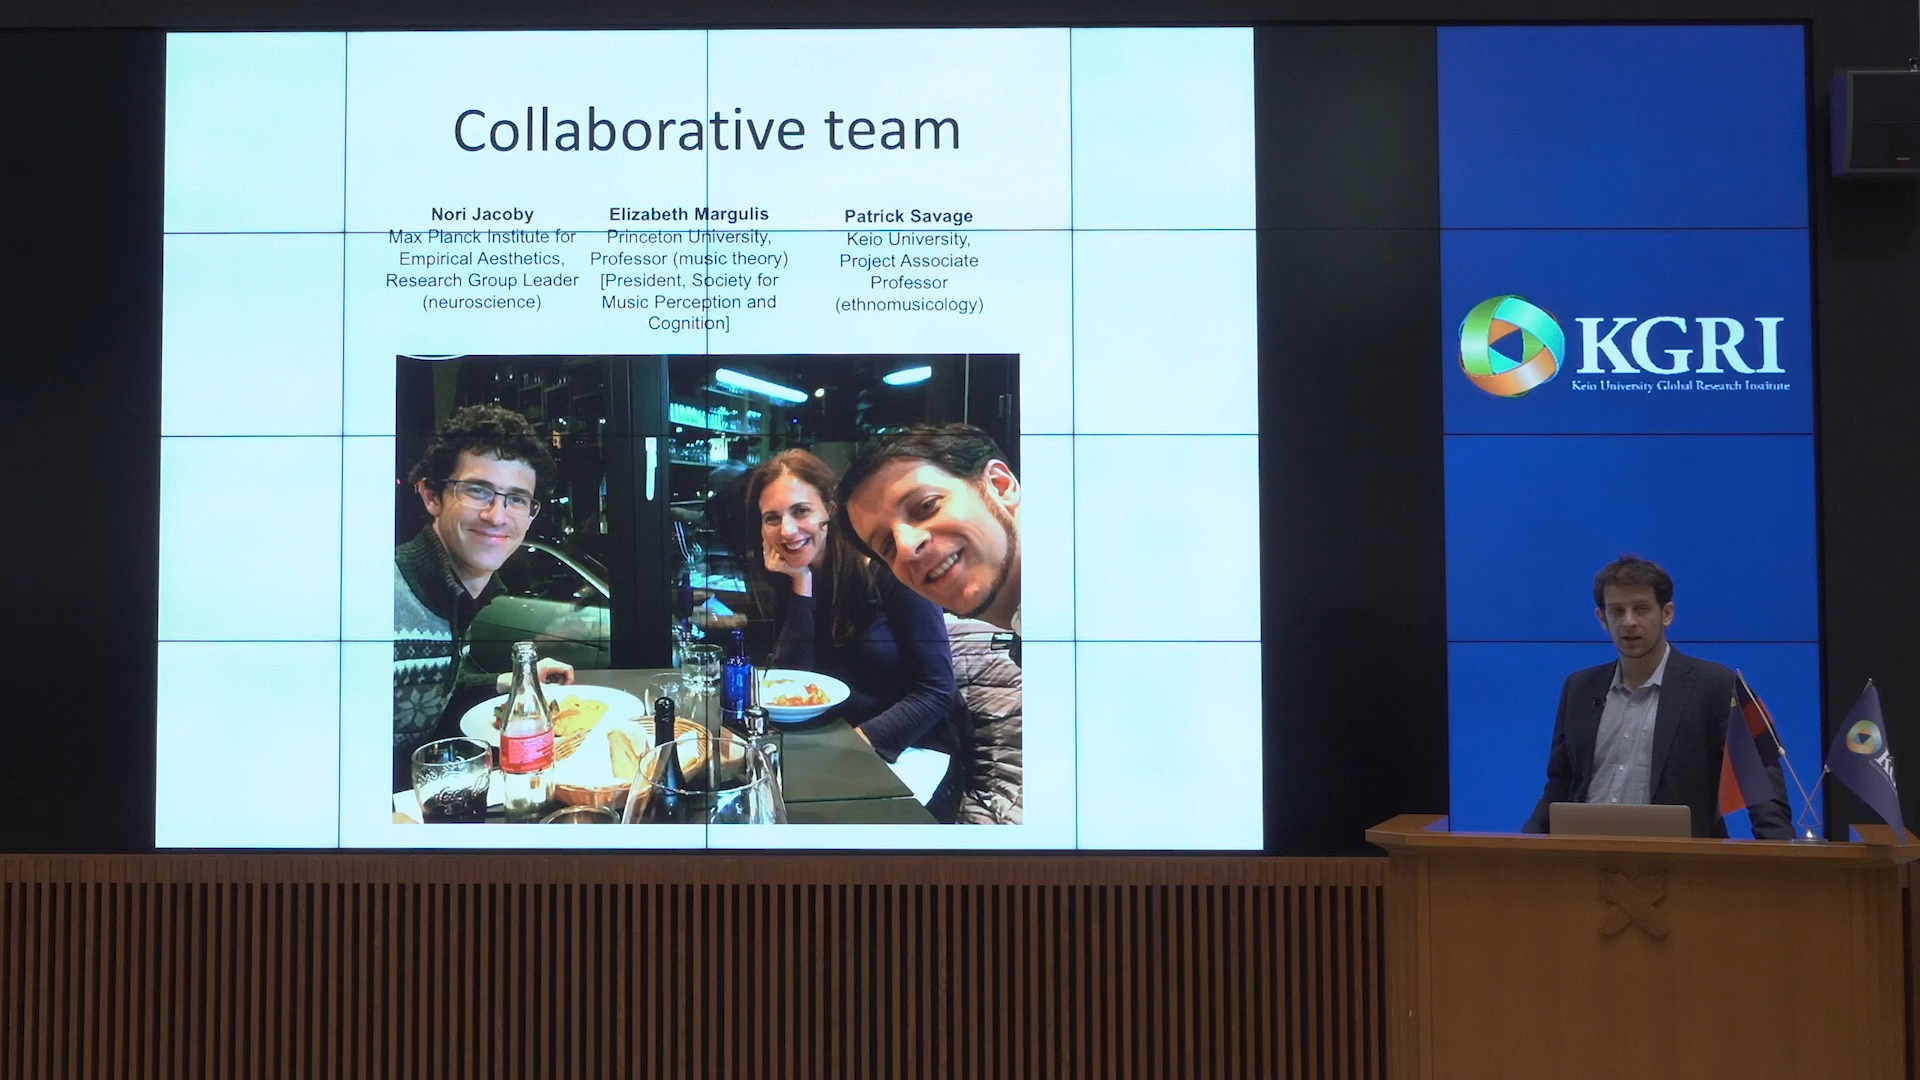 Collaborative team
Nori Jacoby
Max Planck Institute for
Empirical Aesthetics,
Research Group Leader
(neuroscience)
Elizabeth Margulis
Princeton University,
Professor (music theory)
[President, Society for
Music Perception and
Cognition]
Patrick Savage
Keio University,
Project Associate
Professor
(ethnomusicology)
KGRI
Keio University Global Research Institute